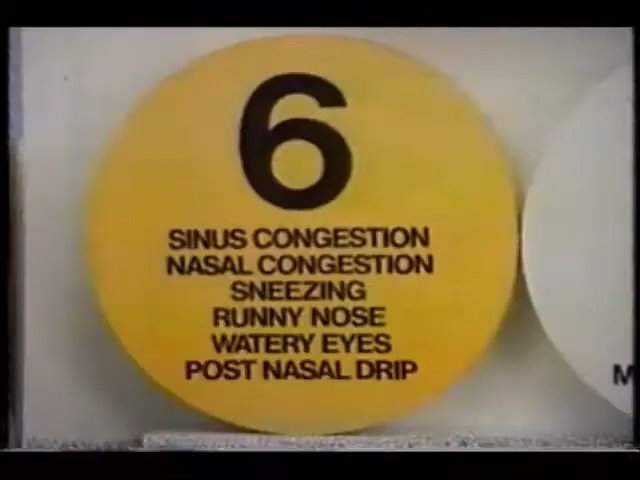 6
SINUS CONGESTION
NASAL CONGESTION
SNEEZING
RUNNY NOSE
WATERY EYES
POST NASAL DRIP
M